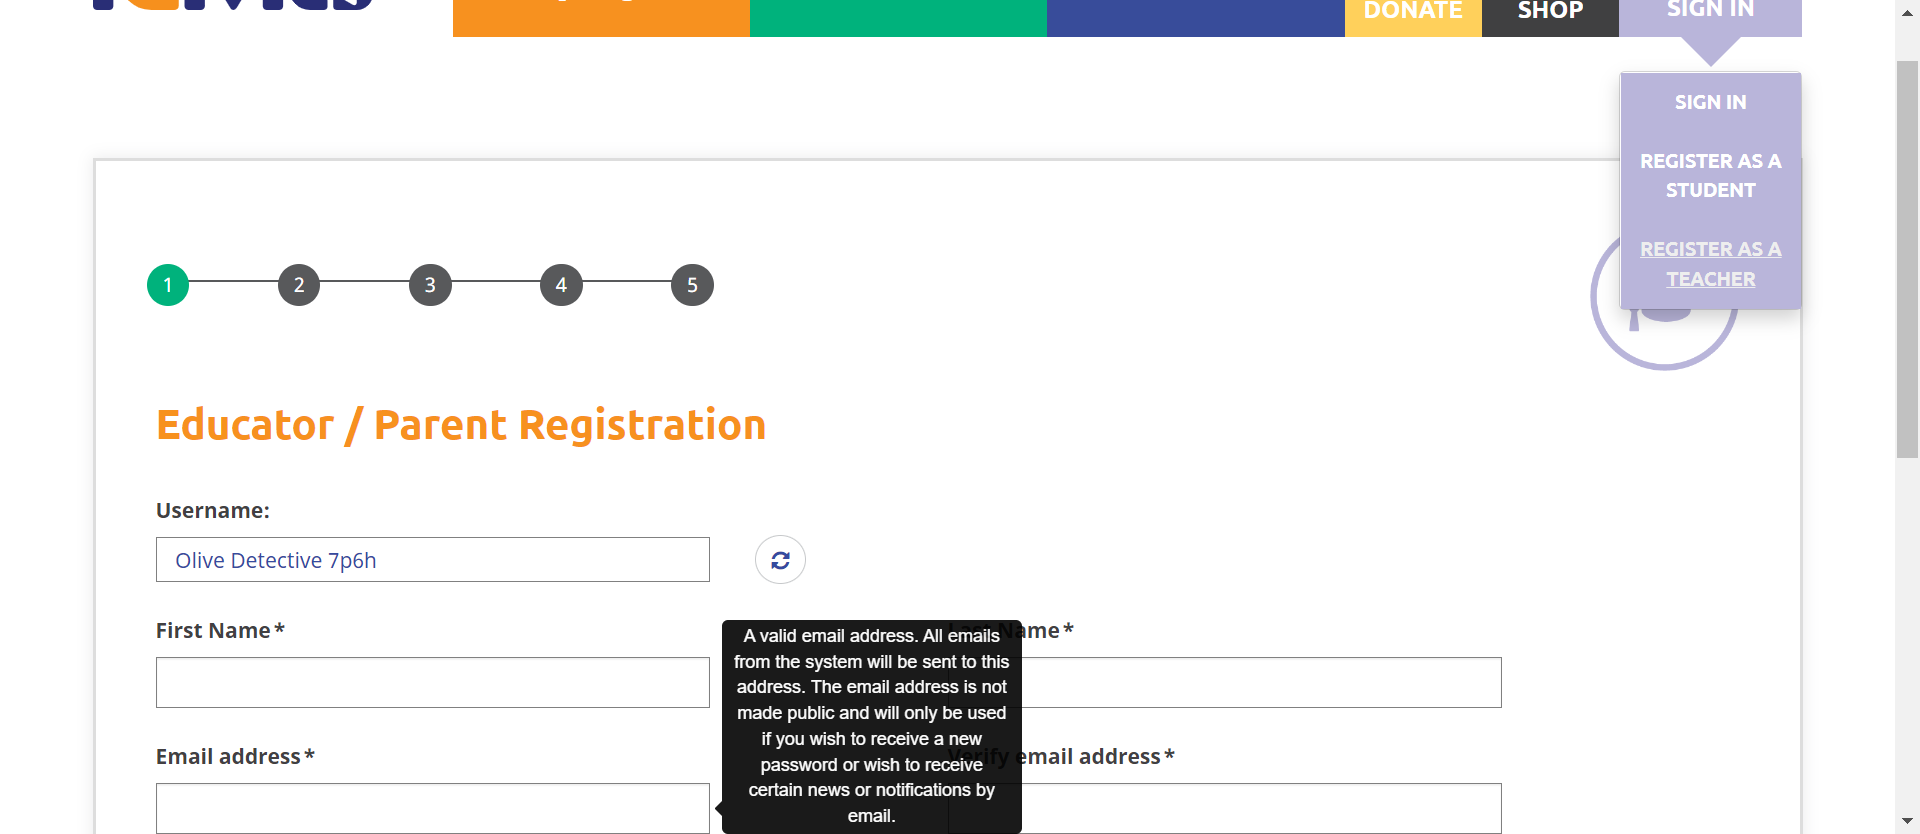 DONATE
SHOP
SIGN IN
SIGN IN
REGISTER AS A
STUDENT
REGISTER AS A
TEACHER
1
2
3
4
5
Educator / Parent Registration
Username:
Olive Detective 7p6h
First Name*
Last Name*
A valid email address. All emails
from the system will be sent to this
address. The email address is not
made public and will only be used
if you wish to receive a new
password or wish to receive
certain news or notifications by
email.
Email address*
Verify email address*